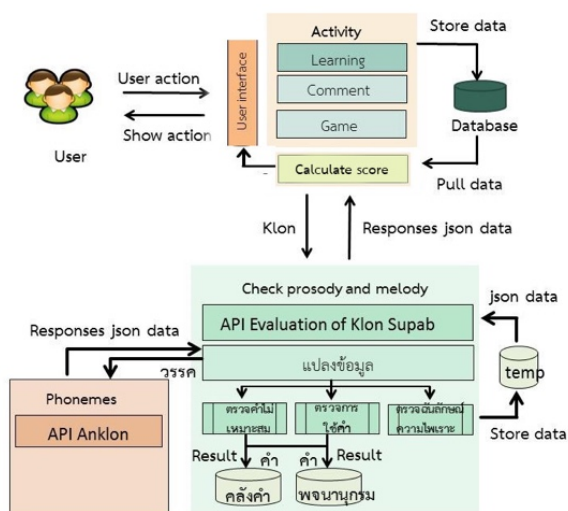 Activity
Store data
Learning
User action
User interface
Comment
Show action
Game
Database
User
Calculate score
Pull data
Klon
Responses json data
Check prosody and melody
json data
API Evaluation of Klon Supab
Responses json data
วรรค
แปลงข้อมูล
temp
Phonemes
API Anklon
ตรวจคำไม่
เหมาะสม
ตรวจการ
ใช้คำ
ตรวจฉันลักษณ์
ความไพเราะ
Store data
Result
คำ
คำ
Result
คลังคำ
พจนานุกรม